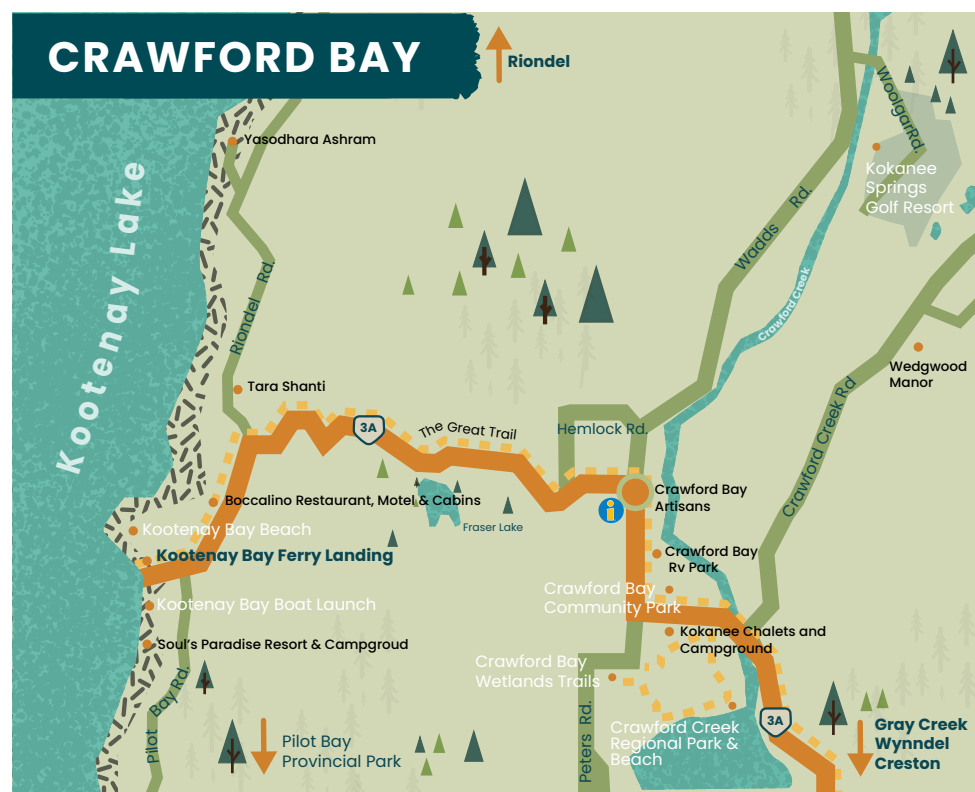 CRAWFORD BAY
Riondel
Yasodhara Ashram
Woolgar Rd.
Kokanee
Springs
Golf Resort
Kootenay Lake
Wadds Rd.
Riondel Rd.
Crawford Creek
Wedgwood
Manor
Tara Shanti
Crawford Creek Rd
3A
The Great Trail
Hemlock Rd.
Boccalino Restaurant, Motel & Cabins
Crawford Bay
Artisans
i
Fraser Lake
Kootenay Bay Beach
Kootenay Bay Ferry Landing
Crawford Bay
Rv Park
Crawford Bay
Community Park
Kootenay Bay Boat Launch
Kokanee Chalets and
Campground
Soul's Paradise Resort & Campgroud
Crawford Bay
Wetlands Trails
Pilot Bay Rd.
Peters Rd.
Crawford Creek
Regional Park &
Beach
3A
Pilot Bay
Provincial Park
Gray Creek
Wynndel
Creston